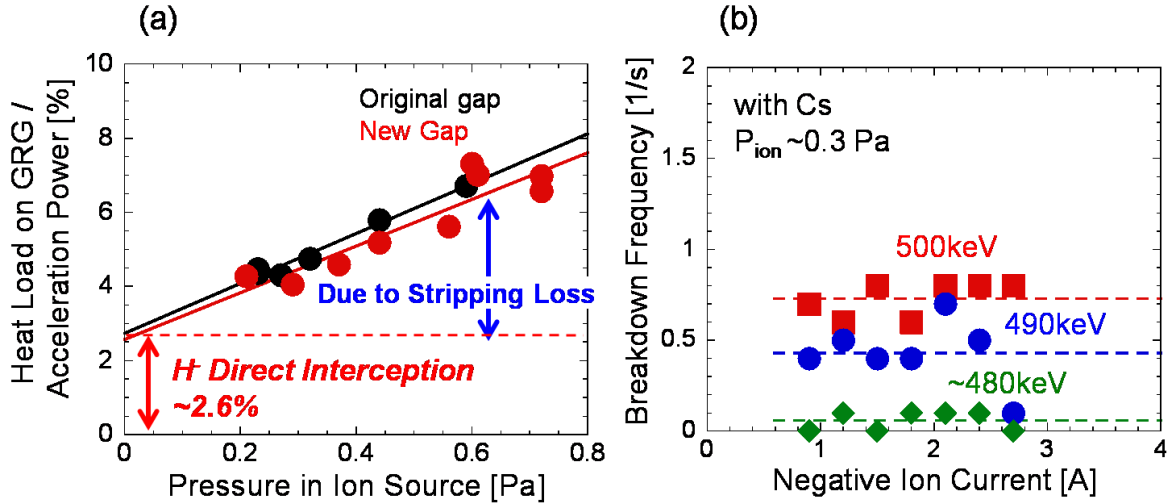 (a)
Heat Load on GRG /
Acceleration Power [%]
10
8
6
4
2
0
0
0.2
0.4
0.6
0.8
Pressure in Ion Source [Pa]
Original gap
New Gap
Due to Stripping Loss
H⁻ Direct Interception
~2.6%
(b)
Breakdown Frequency [1/s]
2
1.5
1
0.5
0
0
1
2
3
4
Negative Ion Current [A]
with Cs
Pion ~0.3 Pa
500keV
490keV
~480keV